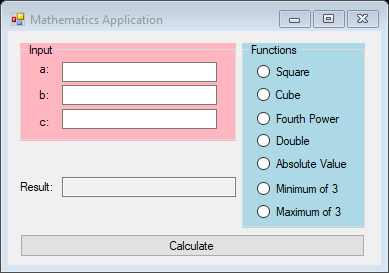 Mathematics Application
Input
a:
b:
c:
Result:
Functions
Square
Cube
Fourth Power
Double
Absolute Value
Minimum of 3
Maximum of 3
Calculate